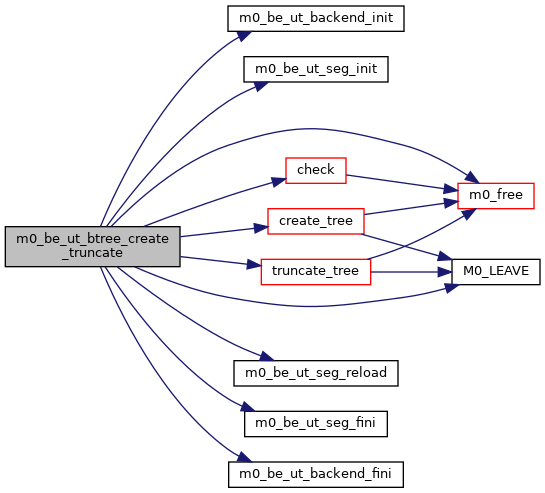 m0_be_ut_backend_init
m0_be_ut_seg_init
check
m0_free
create_tree
m0_be_ut_btree_create
_truncate
truncate_tree
M0_LEAVE
m0_be_ut_seg_reload
m0_be_ut_seg_fini
m0_be_ut_backend_fini